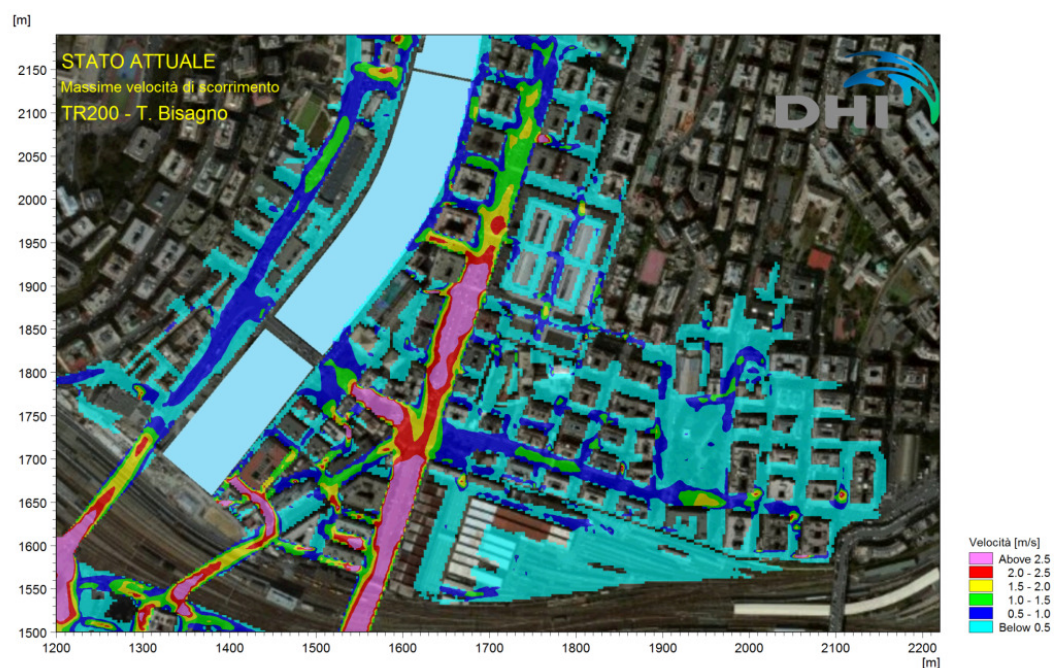 [m]
STATO ATTUALE
Massime velocità di scorrimento
TR200 - T. Bisagno
DHI
2150
2100
2050
2000
1950
1900
1850
1800
1750
1700
1650
1600
1550
1500
1200 1300 1400 1500 1600 1700 1800 1900 2000 2100 2200
[m]
Velocità [m/s]
Above 2.5
2.0 - 2.5
1.5 - 2.0
1.0 - 1.5
0.5 - 1.0
Below 0.5